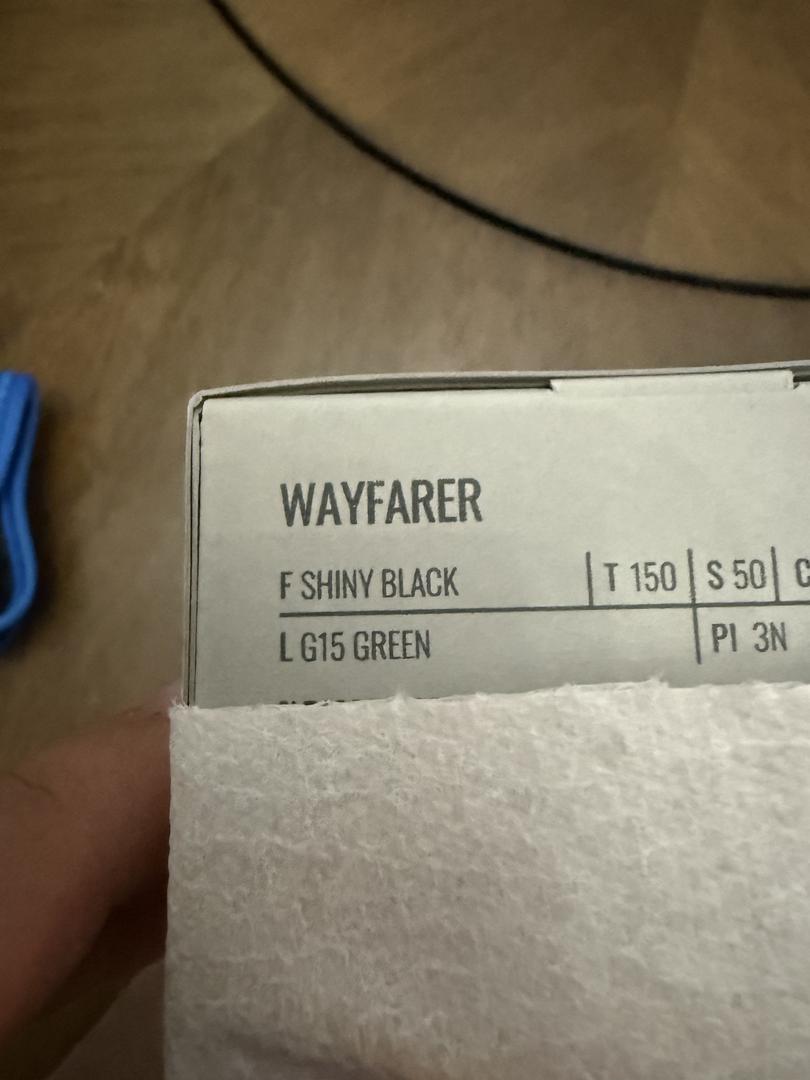 WAYFARER
F SHINY BLACK | T 150 | S 50 | C
L G15 GREEN | PI 3N